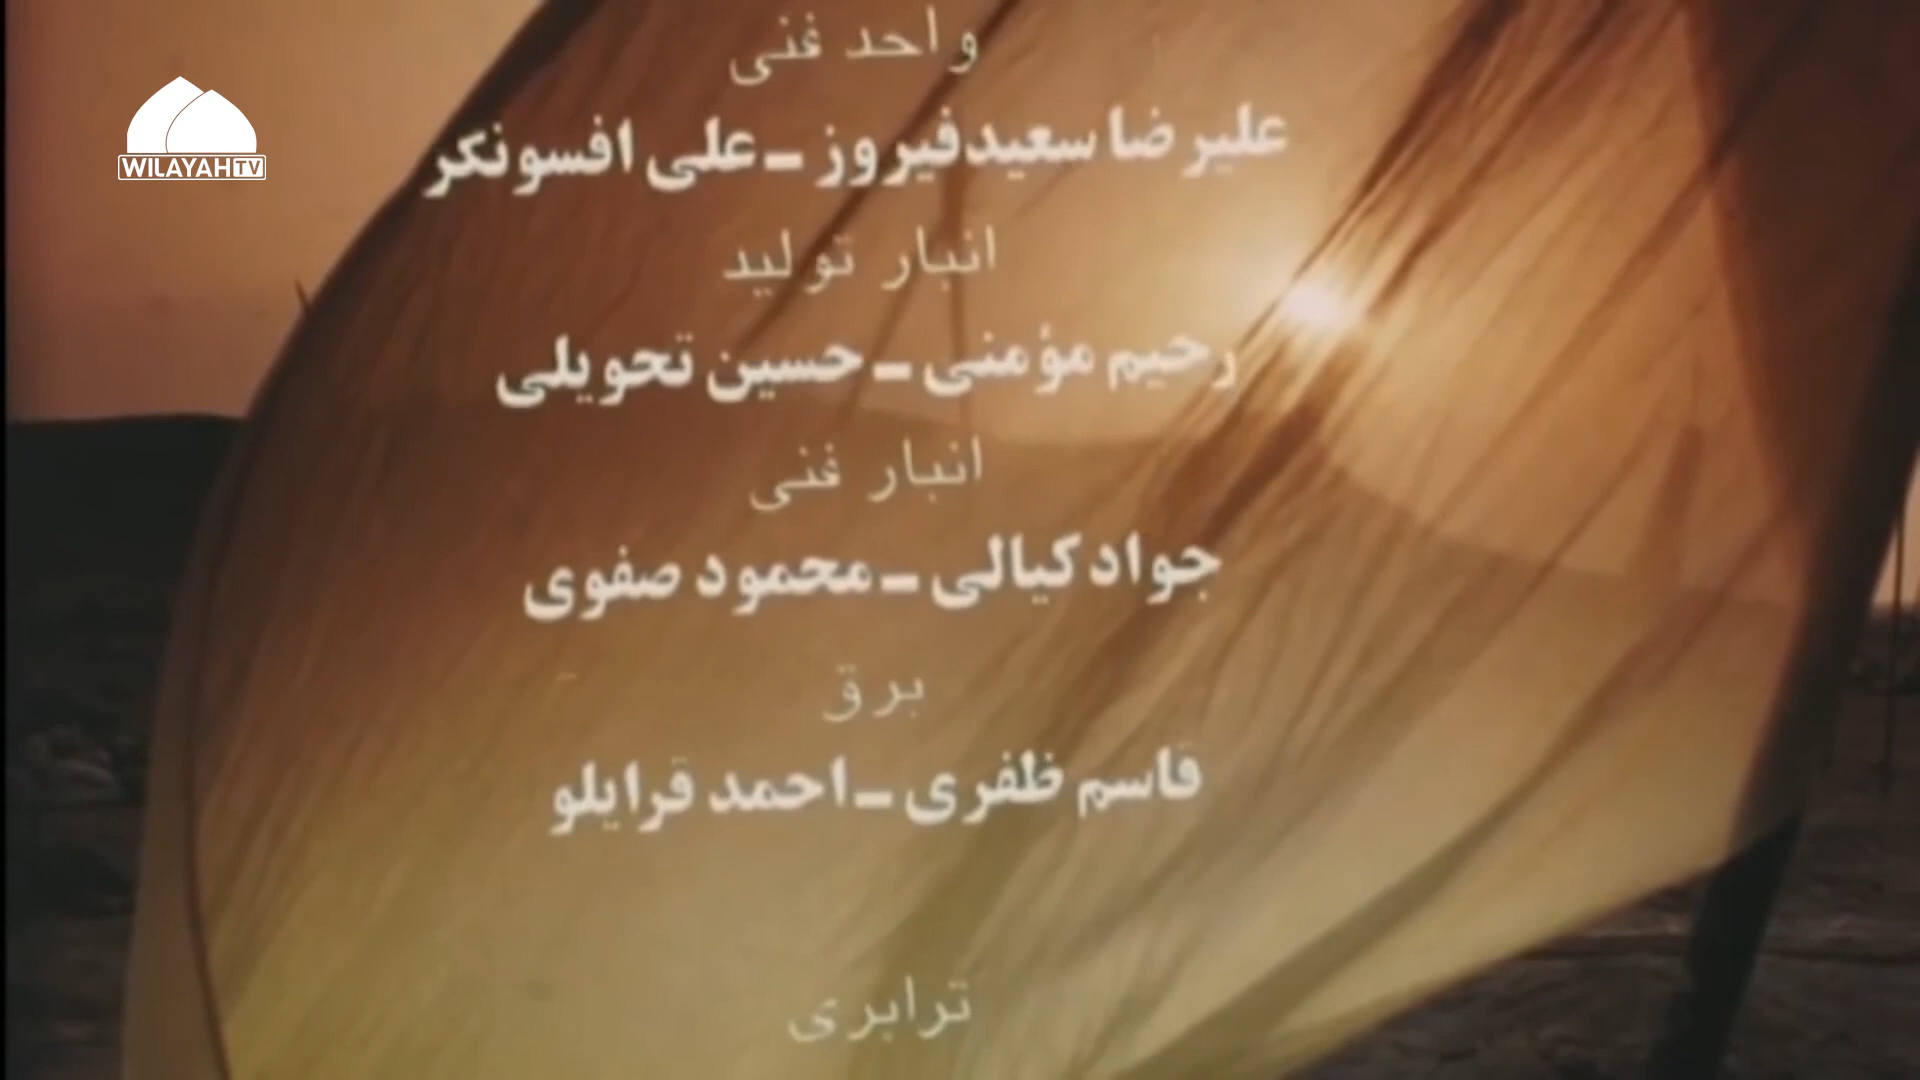 واحد فنی
WILAYAH TV
علیرضا سعیدفیروز ـ علی افسونگر
انبار تولید
رحیم مؤمنی ـ حسین تحویلی
انبار فنی
جواد کیالی ـ محمود صفوی
برق
قاسم ظفری ـ احمد قرایلو
ترابری